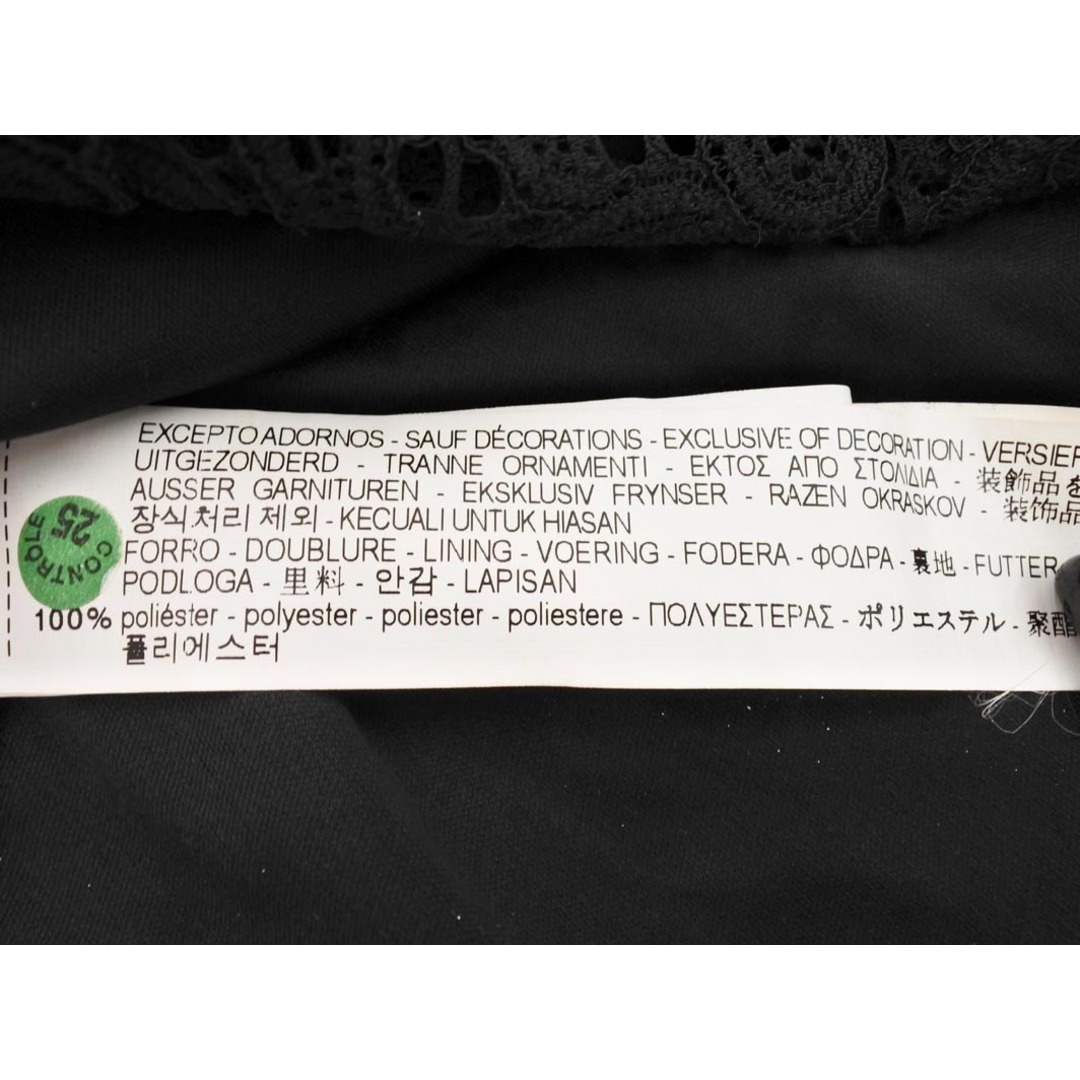 EXCEPTO ADORNOS - SAUF DÉCORATIONS - EXCLUSIVE OF DECORATION - VERSIER
UITGEZONDERD - TRANNE ORNAMENTI - ΕΚΤΟΣ ΑΠΟ ΣΤΟΛΙΔΙΑ - 装飾品を
AUSSER GARNITUREN - EKSKLUSIV FRYNSER - RAZEN OKRASKOV - 装饰品
장식처리제외 - KECUALI UNTUK HIASAN
CONTROLE 25
FORRO - DOUBLURE - LINING - VOERING - FODERA - ΦΟΔΡΑ - 裏地 - FUTTER
PODLOGA - 里料 - 안감 - LAPISAN
100% poliéster - polyester - poliester - poliestere - ΠΟΛΥΕΣΤΕΡΑΣ - ポリエステル - 聚酯
폴리에스터